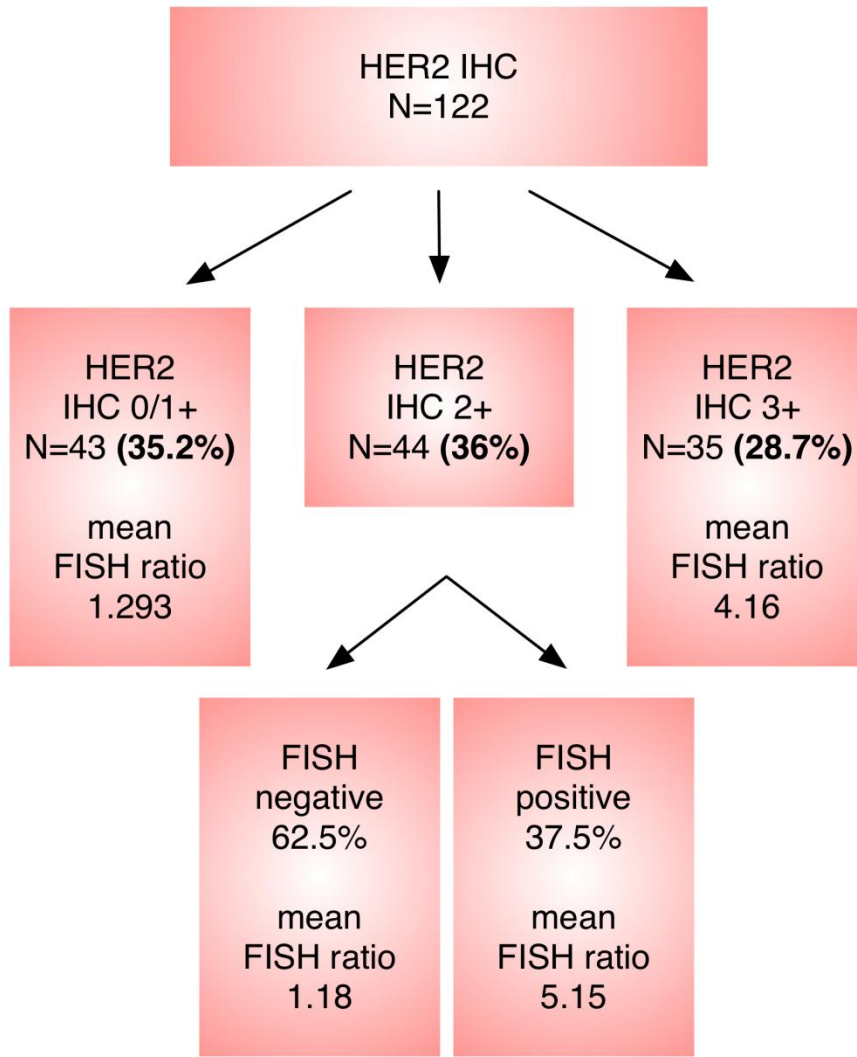 HER2 IHC
N=122
HER2
IHC 0/1+
N=43 (35.2%)
mean
FISH ratio
1.293
HER2
IHC 2+
N=44 (36%)
HER2
IHC 3+
N=35 (28.7%)
mean
FISH ratio
4.16
FISH
negative
62.5%
mean
FISH ratio
1.18
FISH
positive
37.5%
mean
FISH ratio
5.15